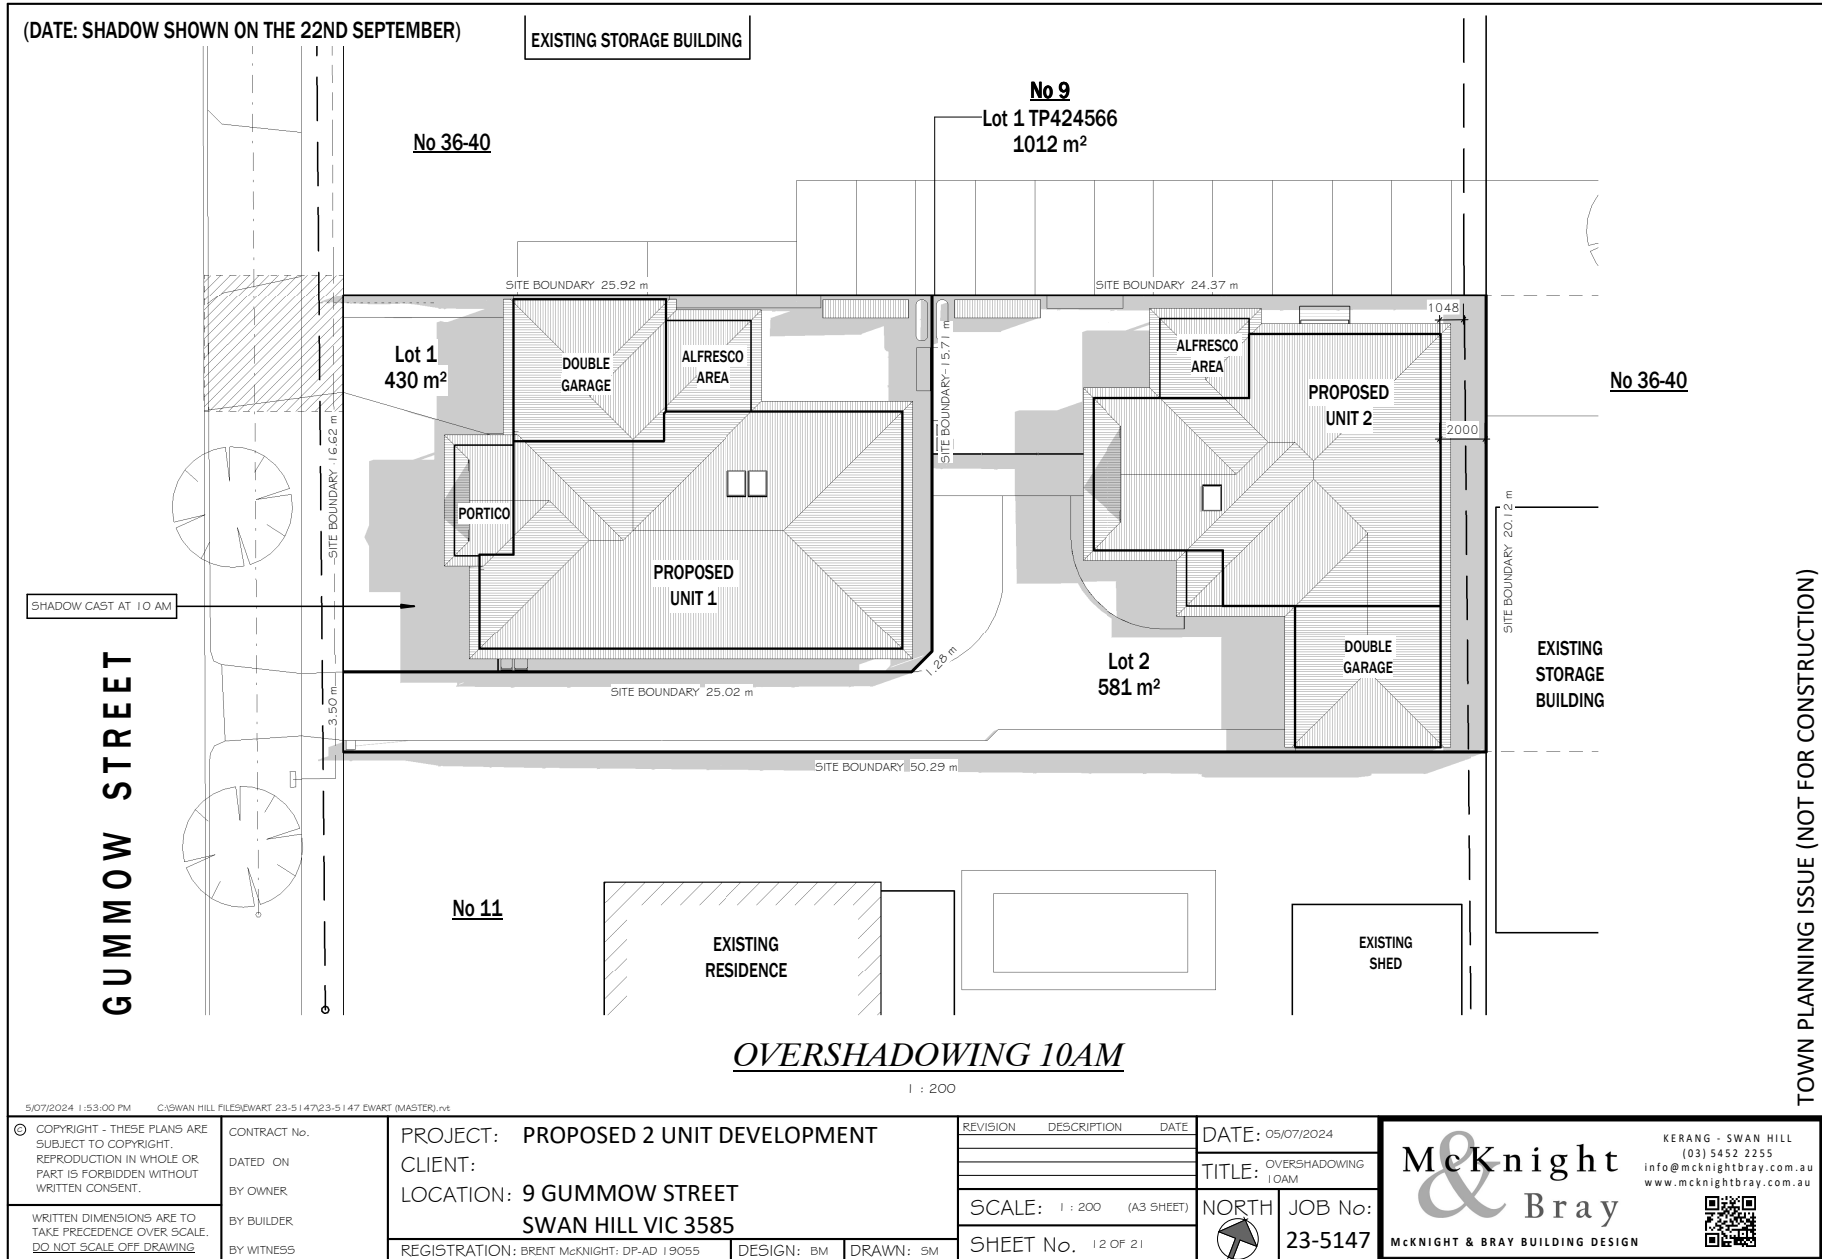 (DATE: SHADOW SHOWN ON THE 22ND SEPTEMBER)
EXISTING STORAGE BUILDING
No 9
Lot 1 TP424566
1012 m²
No 36-40
SITE BOUNDARY 25.92 m
SITE BOUNDARY 24.37 m
1048
Lot 1
430 m²
DOUBLE
GARAGE
ALFRESCO
AREA
SITE BOUNDARY 15.71 m
ALFRESCO
AREA
PROPOSED
UNIT 2
No 36-40
2000
SITE BOUNDARY 16.62 m
PORTICO
PROPOSED
UNIT 1
SITE BOUNDARY 20.12 m
SHADOW CAST AT 10 AM
1.28 m
Lot 2
581 m²
DOUBLE
GARAGE
EXISTING
STORAGE
BUILDING
3.50 m
SITE BOUNDARY 25.02 m
SITE BOUNDARY 50.29 m
GUMMOW STREET
No 11
EXISTING
RESIDENCE
EXISTING
SHED
TOWN PLANNING ISSUE (NOT FOR CONSTRUCTION)
OVERSHADOWING 10AM
1 : 200
5/07/2024 1:53:00 PM C:\SWAN HILL FILES\EWART 23-5147\23-5147 EWART (MASTER).rvt
© COPYRIGHT - THESE PLANS ARE
SUBJECT TO COPYRIGHT.
REPRODUCTION IN WHOLE OR
PART IS FORBIDDEN WITHOUT
WRITTEN CONSENT.
WRITTEN DIMENSIONS ARE TO
TAKE PRECEDENCE OVER SCALE.
DO NOT SCALE OFF DRAWING
CONTRACT No.
DATED ON
BY OWNER
BY BUILDER
BY WITNESS
PROJECT: PROPOSED 2 UNIT DEVELOPMENT
CLIENT:
LOCATION: 9 GUMMOW STREET
SWAN HILL VIC 3585
REGISTRATION: BRENT McKNIGHT: DP-AD 19055
DESIGN: BM
DRAWN: SM
REVISION DESCRIPTION DATE
SCALE: 1 : 200 (A3 SHEET)
SHEET No. 12 OF 21
DATE: 05/07/2024
TITLE: OVERSHADOWING
10AM
NORTH
JOB No:
23-5147
McKnight
&
Bray
McKNIGHT & BRAY BUILDING DESIGN
KERANG - SWAN HILL
(03) 5452 2255
info@mcknightbray.com.au
www.mcknightbray.com.au